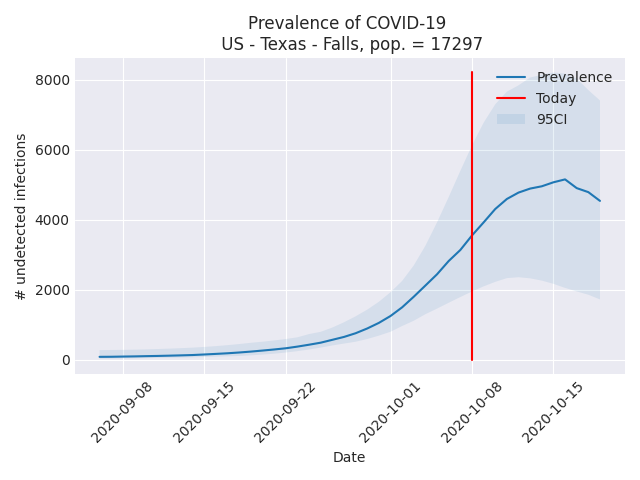 Prevalence of COVID-19
US - Texas - Falls, pop. = 17297
Prevalence
Today
95CI
# undetected infections
8000
6000
4000
2000
0
2020-09-08
2020-09-15
2020-09-22
2020-10-01
2020-10-08
2020-10-15
Date